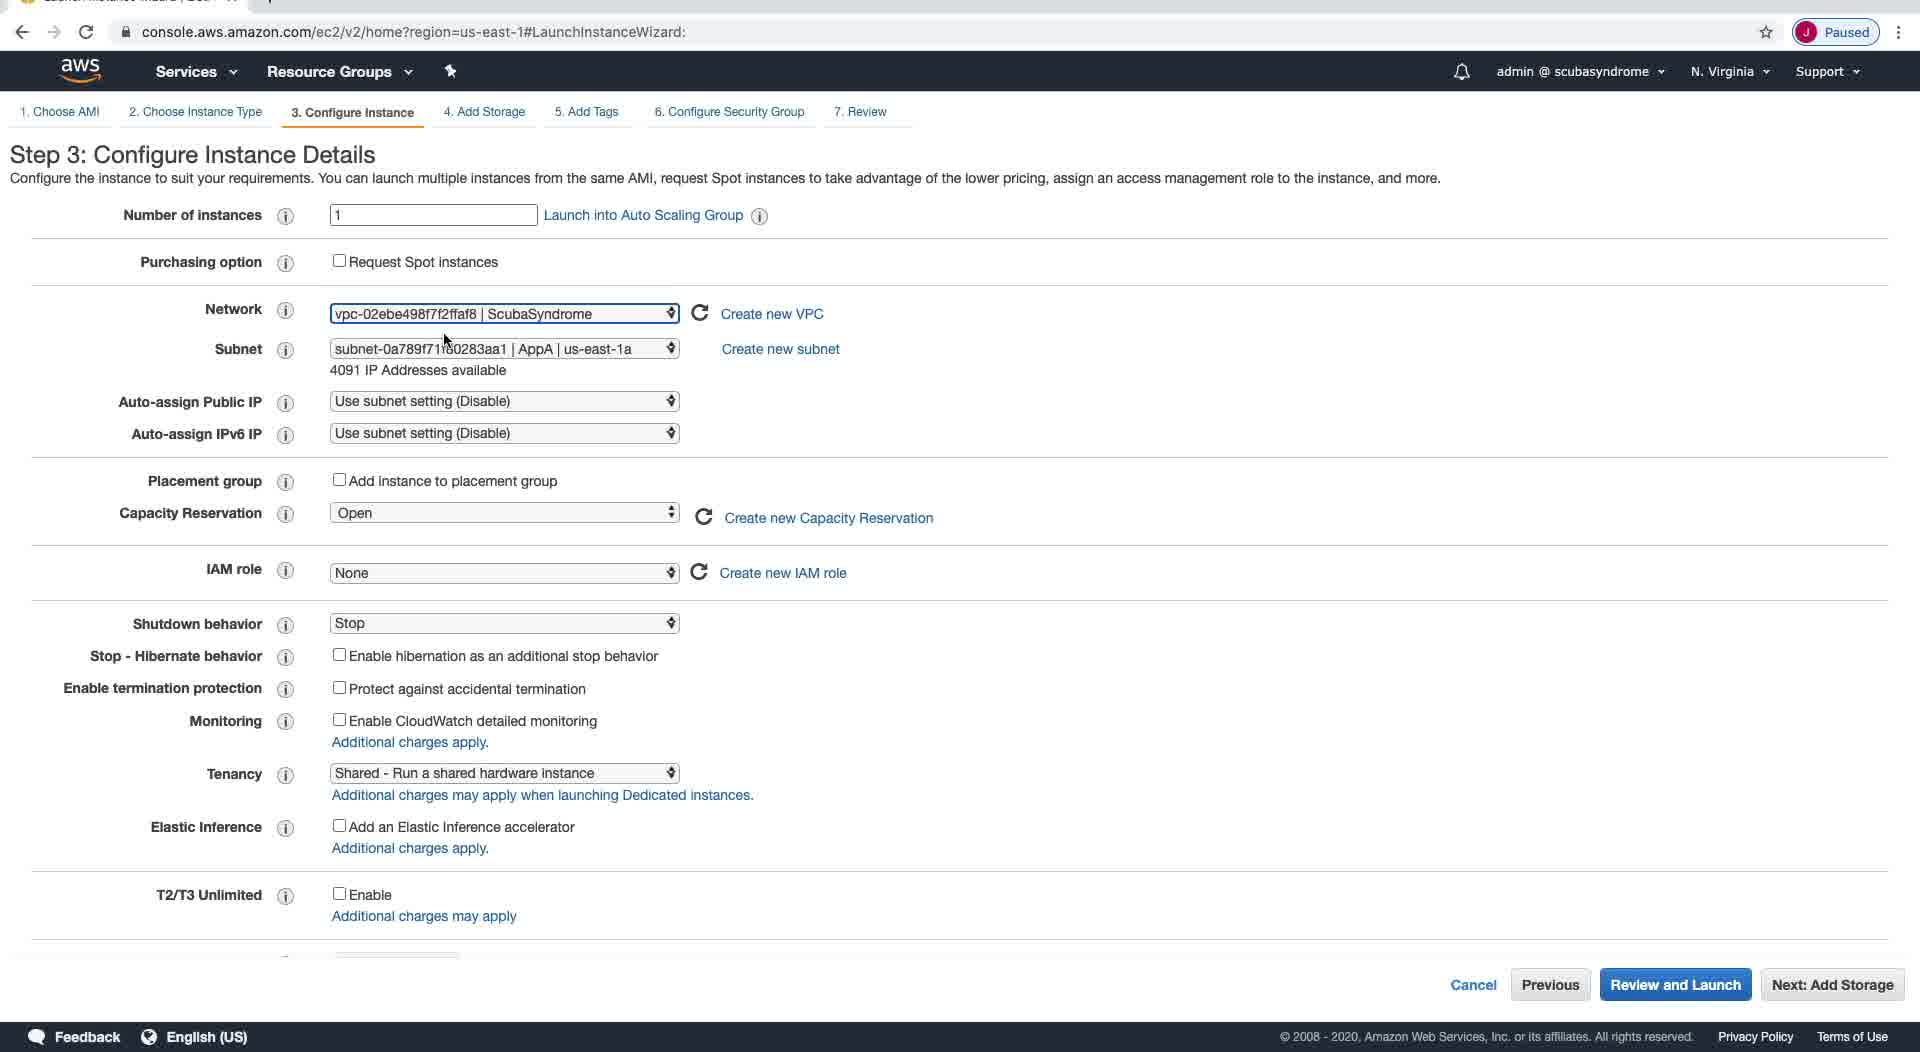 console.aws.amazon.com/ec2/v2/home?region=us-east-1#LaunchInstanceWizard:
J Paused
aws Services Resource Groups admin @ scubasyndrome N. Virginia Support
1. Choose AMI 2. Choose Instance Type 3. Configure Instance 4. Add Storage 5. Add Tags 6. Configure Security Group 7. Review
Step 3: Configure Instance Details
Configure the instance to suit your requirements. You can launch multiple instances from the same AMI, request Spot instances to take advantage of the lower pricing, assign an access management role to the instance, and more.
Number of instances i 1 Launch into Auto Scaling Group i
Purchasing option i Request Spot instances
Network i vpc-02ebe498f7f2ffaf8 | ScubaSyndrome Create new VPC
Subnet i | AppA | us-east-1a Create new subnet
4091 IP Addresses available
Auto-assign Public IP i Use subnet setting (Disable)
Auto-assign IPv6 IP i Use subnet setting (Disable)
Placement group i Add instance to placement group
Capacity Reservation i Open Create new Capacity Reservation
IAM role i None Create new IAM role
Shutdown behavior i Stop
Stop - Hibernate behavior i Enable hibernation as an additional stop behavior
Enable termination protection i Protect against accidental termination
Monitoring i Enable CloudWatch detailed monitoring
Additional charges apply.
Tenancy i Shared - Run a shared hardware instance
Additional charges may apply when launching Dedicated instances.
Elastic Inference i Add an Elastic Inference accelerator
Additional charges apply.
T2/T3 Unlimited i Enable
Additional charges may apply
Cancel Previous Review and Launch Next: Add Storage
Feedback English (US) © 2008 - 2020, Amazon Web Services, Inc. or its affiliates. All rights reserved. Privacy Policy Terms of Use